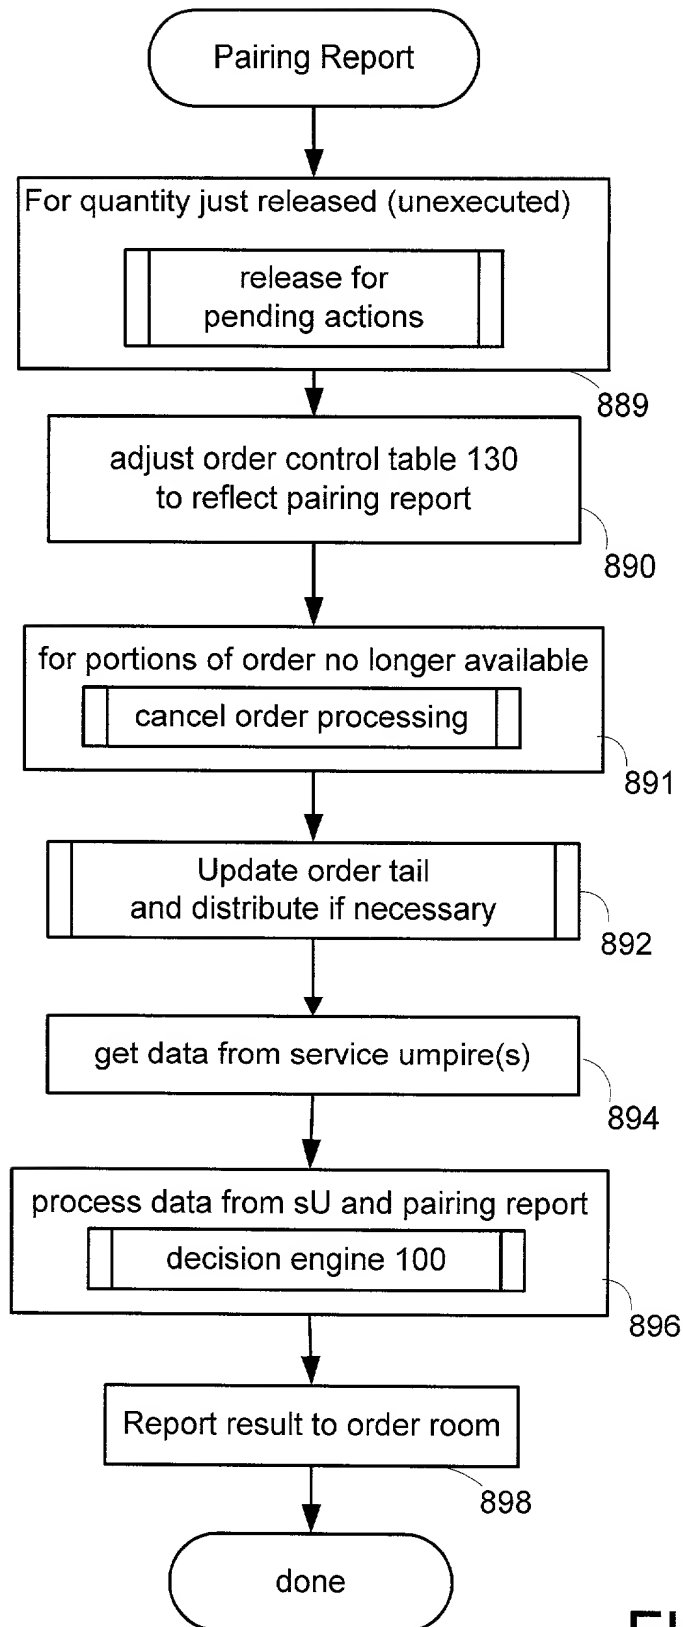 Pairing Report
For quantity just released (unexecuted)
release for
pending actions
889
adjust order control table 130
to reflect pairing report
890
for portions of order no longer available
cancel order processing
891
Update order tail
and distribute if necessary
892
get data from service umpire(s)
894
process data from sU and pairing report
decision engine 100
896
Report result to order room
898
done